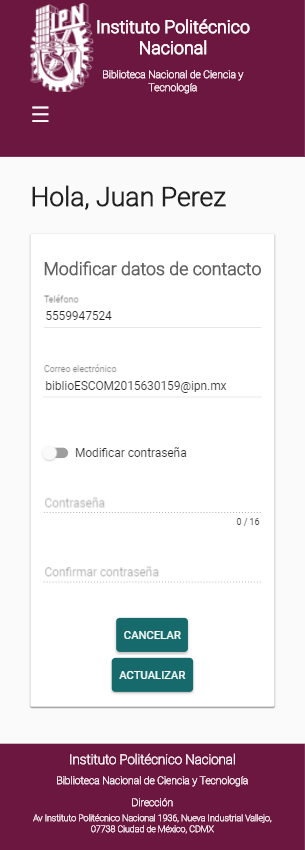 IPN
Instituto Politécnico
Nacional
Biblioteca Nacional de Ciencia y
Tecnología
Hola, Juan Perez
Modificar datos de contacto
Teléfono
5559947524
Correo electrónico
biblioESCOM2015630159@ipn.mx
Modificar contraseña
Contraseña
0 / 16
Confirmar contraseña
CANCELAR
ACTUALIZAR
Instituto Politécnico Nacional
Biblioteca Nacional de Ciencia y Tecnología
Dirección
Av Instituto Politécnico Nacional 1936, Nueva Industrial Vallejo,
07738 Ciudad de México, CDMX